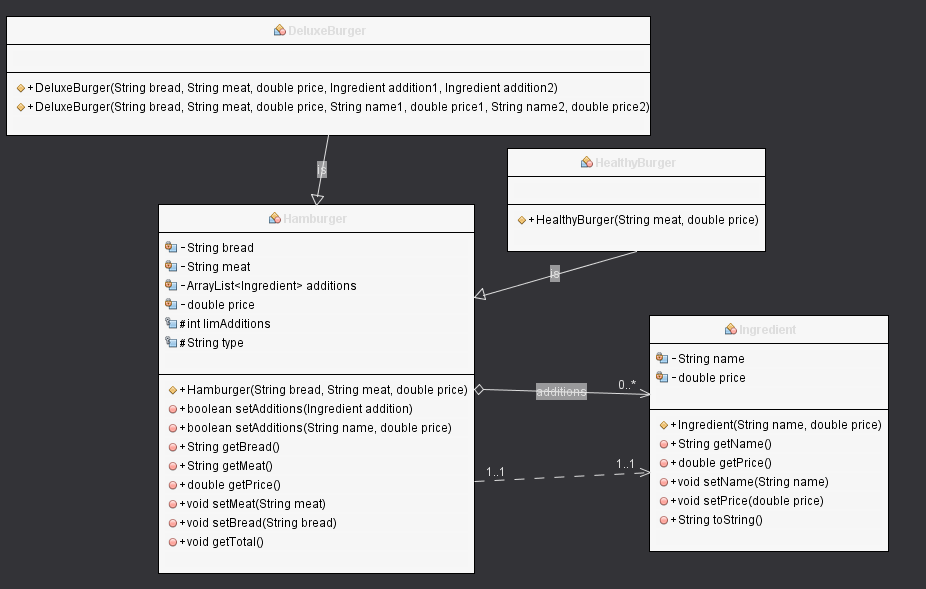 DeluxeBurger
+DeluxeBurger(String bread, String meat, double price, Ingredient addition1, Ingredient addition2)
+DeluxeBurger(String bread, String meat, double price, String name1, double price1, String name2, double price2)
is
HealthyBurger
+HealthyBurger(String meat, double price)
is
Hamburger
-String bread
-String meat
-ArrayList<Ingredient> additions
-double price
#int limAdditions
#String type
+Hamburger(String bread, String meat, double price)
+boolean setAdditions(Ingredient addition)
+boolean setAdditions(String name, double price)
+String getBread()
+String getMeat()
+double getPrice()
+void setMeat(String meat)
+void setBread(String bread)
+void getTotal()
additions
0..*
1..1
1..1
Ingredient
-String name
-double price
+Ingredient(String name, double price)
+String getName()
+double getPrice()
+void setName(String name)
+void setPrice(double price)
+String toString()